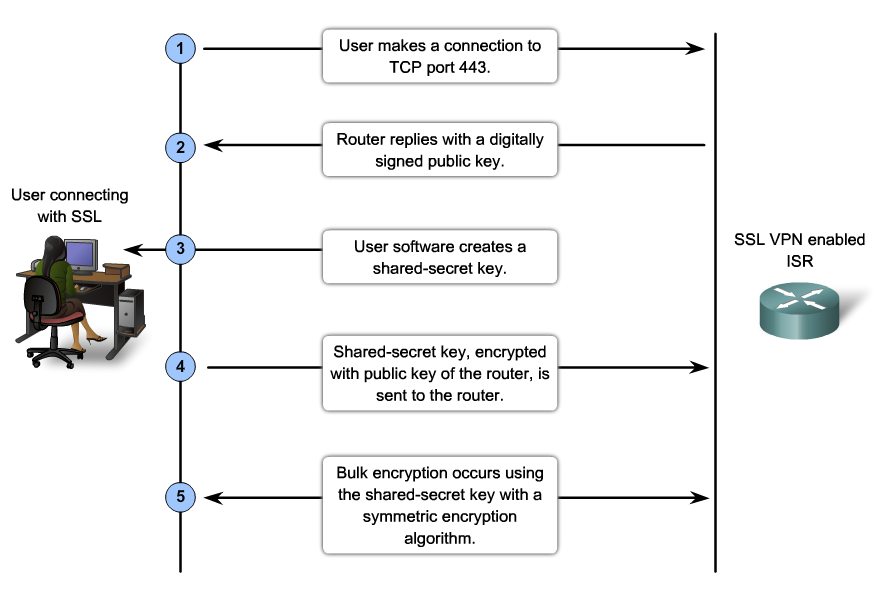 1
User makes a connection to
TCP port 443.
2
Router replies with a digitally
signed public key.
User connecting
with SSL
3
User software creates a
shared-secret key.
SSL VPN enabled
ISR
4
Shared-secret key, encrypted
with public key of the router, is
sent to the router.
5
Bulk encryption occurs using
the shared-secret key with a
symmetric encryption
algorithm.